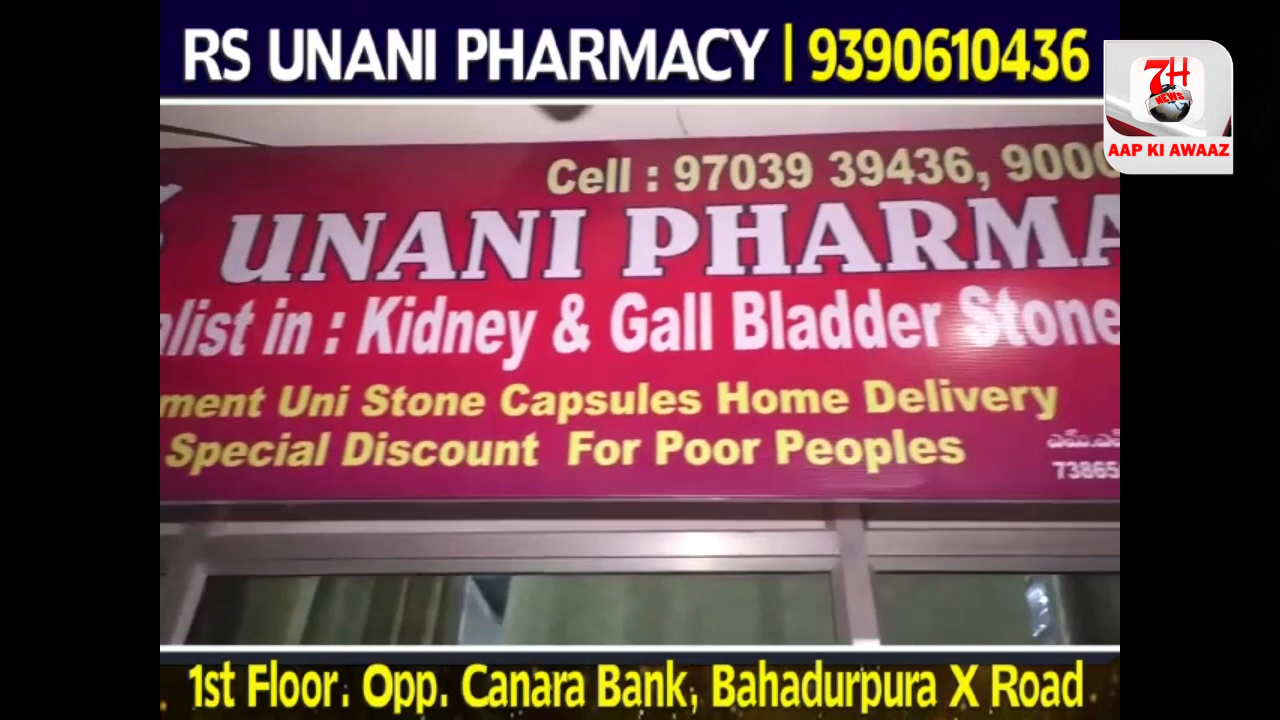 RS UNANI PHARMACY | 9390610436
7H
NEWS
AAP KI AWAAZ
Cell : 97039 39436, 9000
UNANI PHARMA
alist in : Kidney & Gall Bladder Stone
ment Uni Stone Capsules Home Delivery
Special Discount For Poor Peoples
73865
1st Floor. Opp. Canara Bank, Bahadurpura X Road